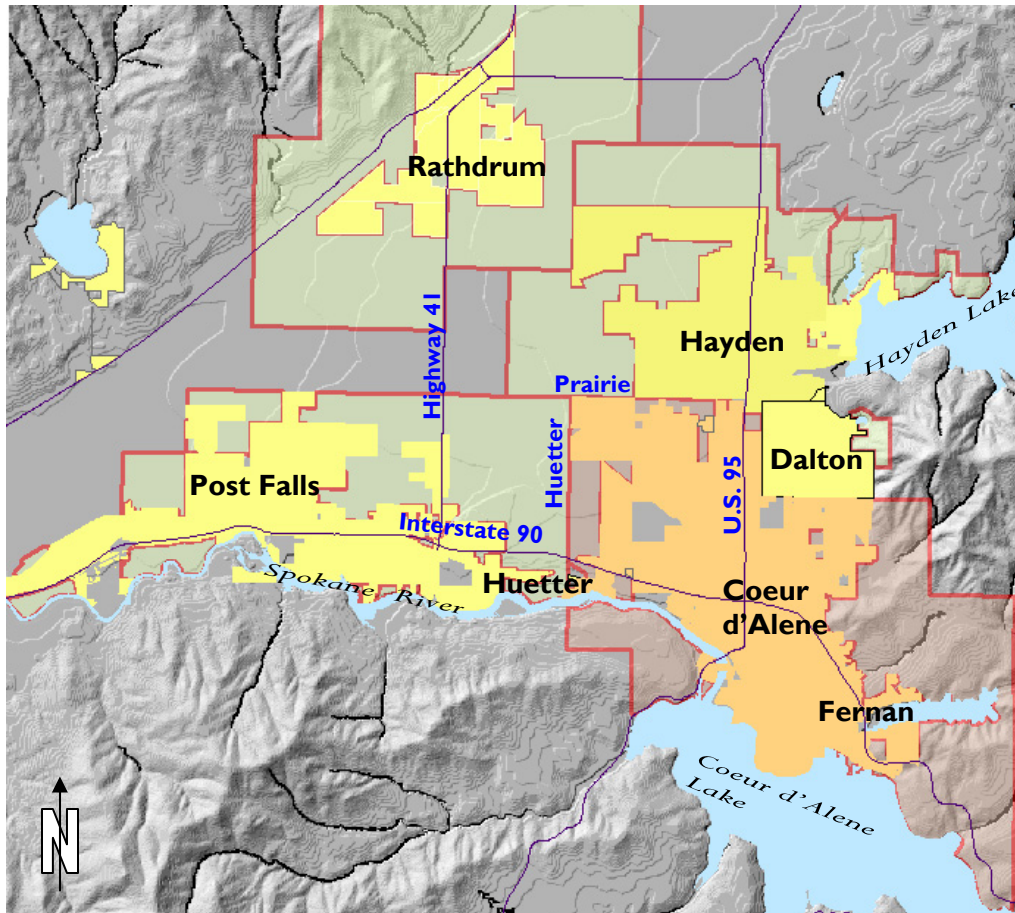 Rathdrum
Highway 41
Hayden
Hayden Lake
Prairie
Huetter
U.S. 95
Dalton
Post Falls
Interstate 90
Spokane River
Huetter
Coeur
d'Alene
Fernan
Coeur d'Alene
Lake
N